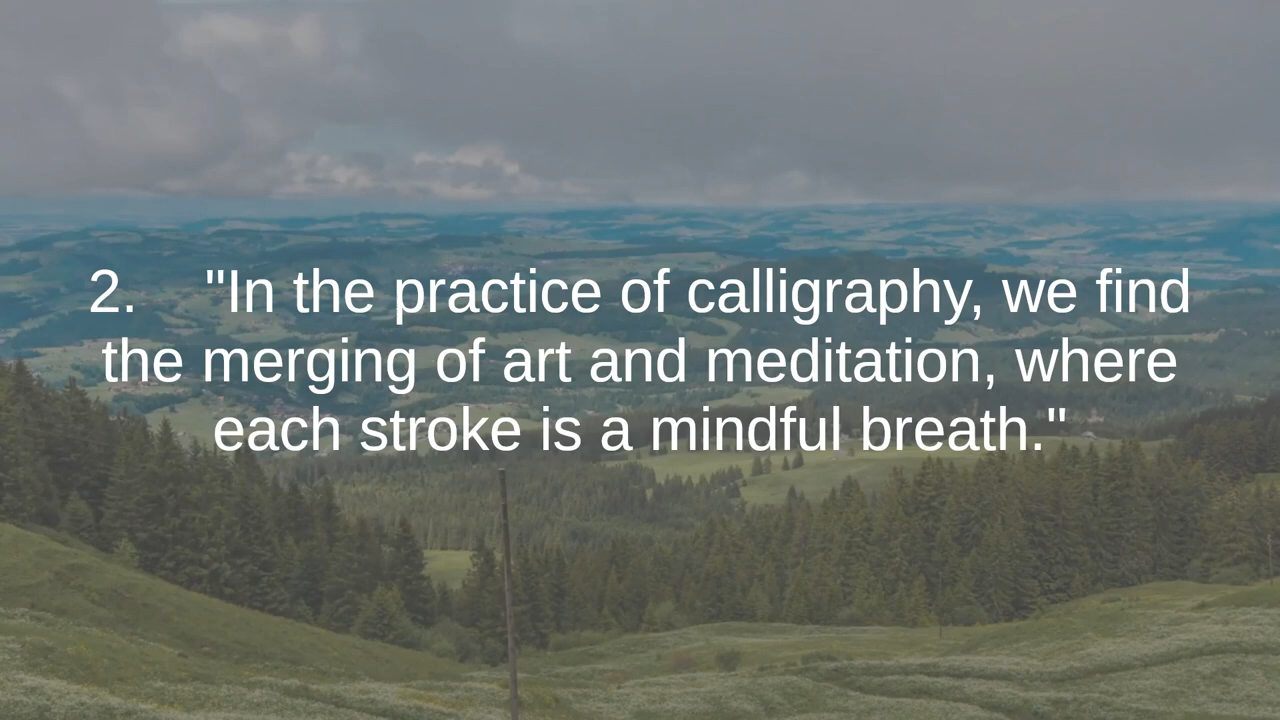 2. "In the practice of calligraphy, we find
the merging of art and meditation, where
each stroke is a mindful breath."